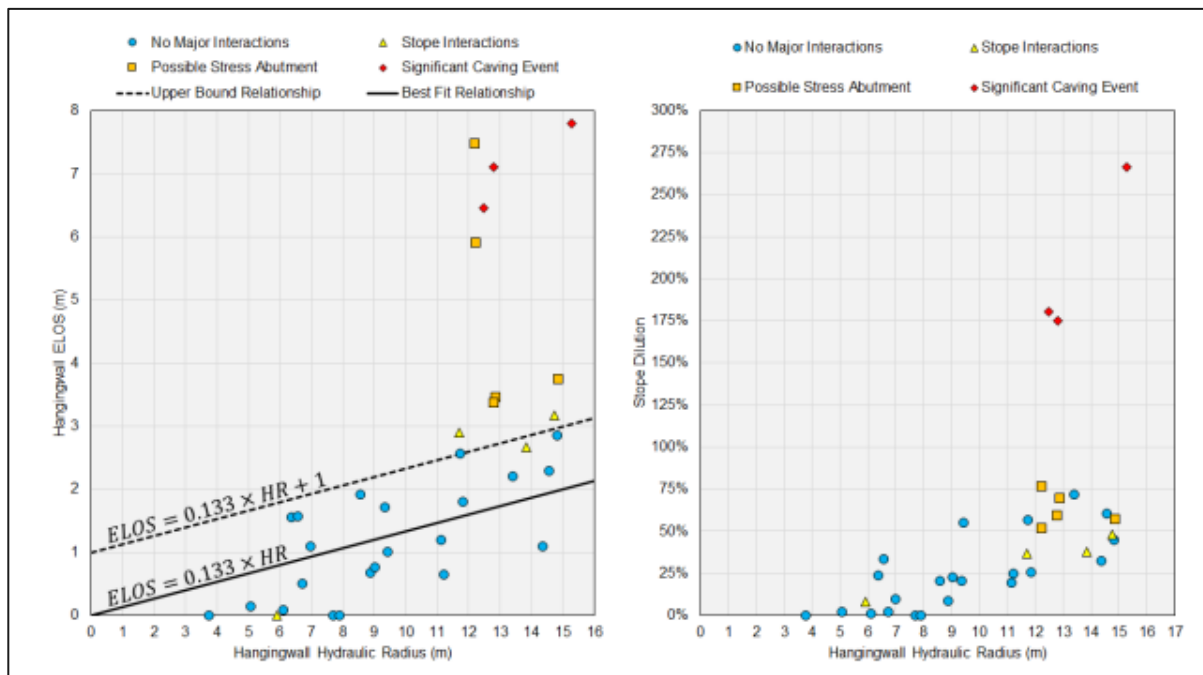 No Major Interactions
Stope Interactions
Possible Stress Abutment
Significant Caving Event
Upper Bound Relationship
Best Fit Relationship
8
7
6
5
4
3
2
1
0
Hangingwall ELOS (m)
ELOS = 0.133 × HR + 1
ELOS = 0.133 × HR
0 1 2 3 4 5 6 7 8 9 10 11 12 13 14 15 16
Hangingwall Hydraulic Radius (m)
No Major Interactions
Stope Interactions
Possible Stress Abutment
Significant Caving Event
300%
275%
250%
225%
200%
175%
150%
125%
100%
75%
50%
25%
0%
Stope Dilution
0 1 2 3 4 5 6 7 8 9 10 11 12 13 14 15 16 17
Hangingwall Hydraulic Radius (m)